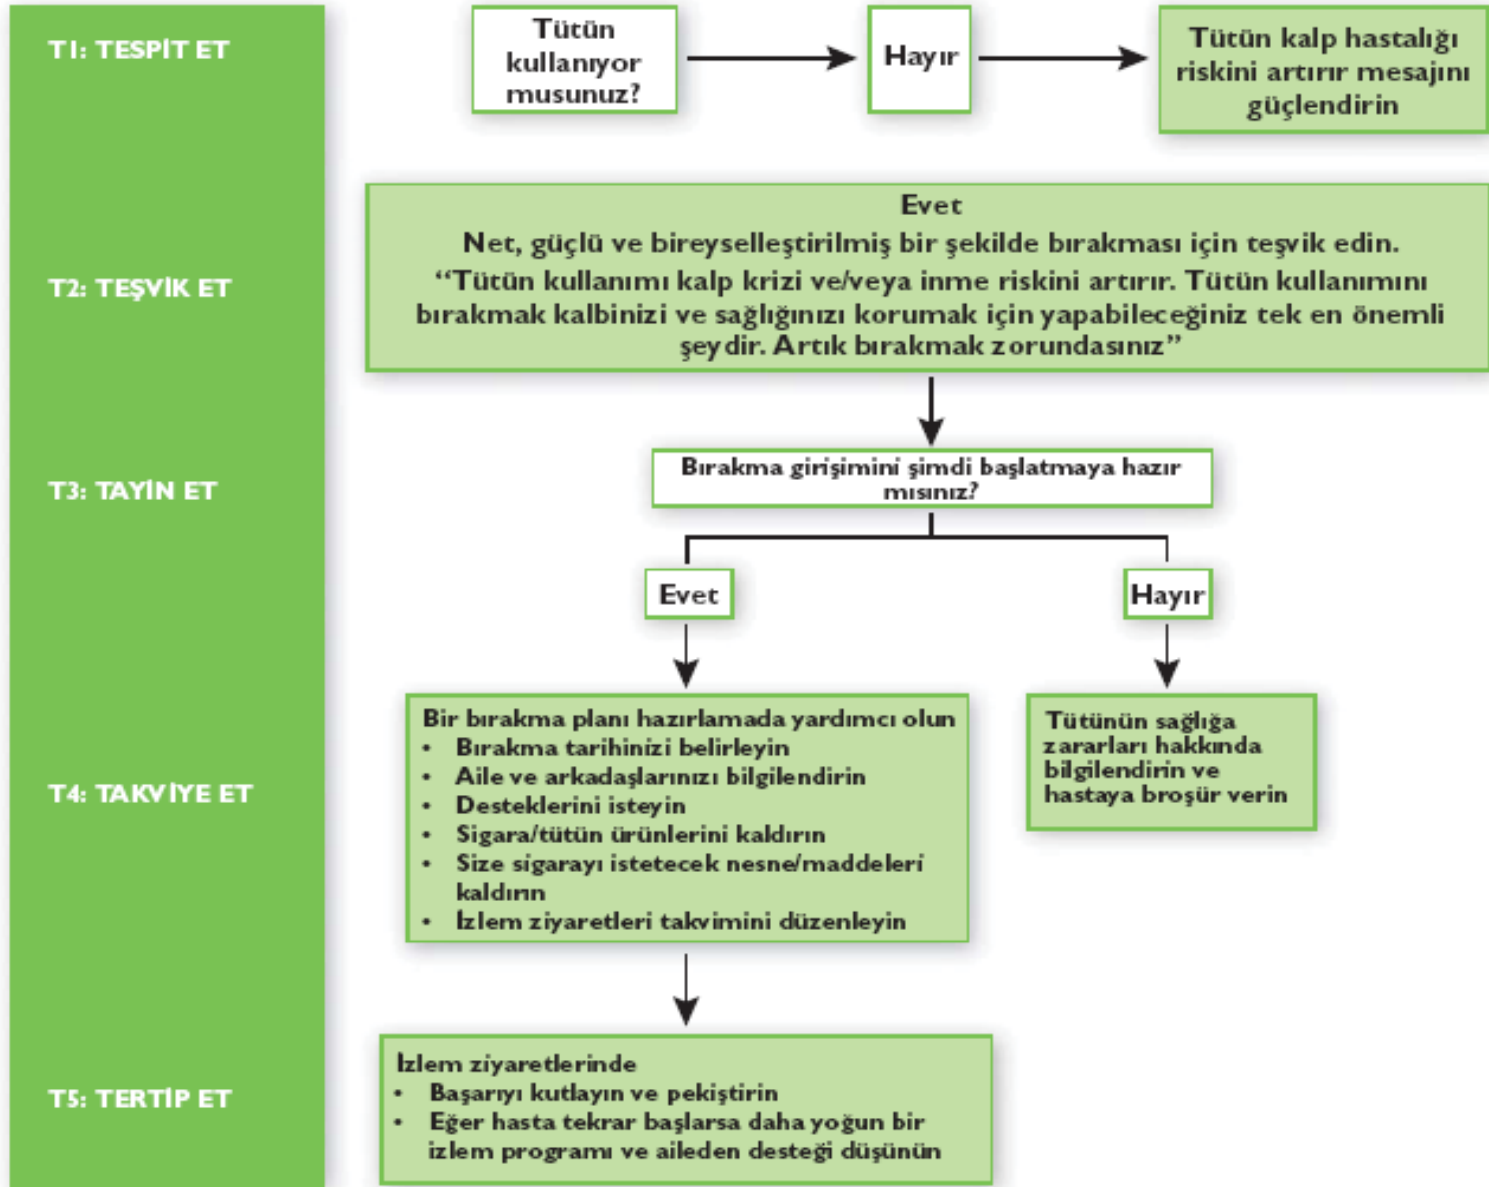 T1: TESPİT ET
Tütün
kullanıyor
musunuz?
Hayır
Tütün kalp hastalığı
riskini artırır mesajını
güçlendirin
T2: TEŞVİK ET
Evet
Net, güçlü ve bireyselleştirilmiş bir şekilde bırakması için teşvik edin.
“Tütün kullanımı kalp krizi ve/veya inme riskini artırır. Tütün kullanımını
bırakmak kalbinizi ve sağlığınızı korumak için yapabileceğiniz tek en önemli
şeydir. Artık bırakmak zorundasınız”
T3: TAYİN ET
Bırakma girişimini şimdi başlatmaya hazır
mısınız?
Evet
Hayır
T4: TAKVİYE ET
Bir bırakma planı hazırlamada yardımcı olun
• Bırakma tarihinizi belirleyin
• Aile ve arkadaşlarınızı bilgilendirin
• Desteklerini isteyin
• Sigara/tütün ürünlerini kaldırın
• Size sigarayı istetecek nesne/maddeleri
kaldırın
• İzlem ziyaretleri takvimini düzenleyin
Tütünün sağlığa
zararları hakkında
bilgilendirin ve
hastaya broşür verin
T5: TERTİP ET
İzlem ziyaretlerinde
• Başarıyı kutlayın ve pekiştirin
• Eğer hasta tekrar başlarsa daha yoğun bir
izlem programı ve aileden desteği düşünün